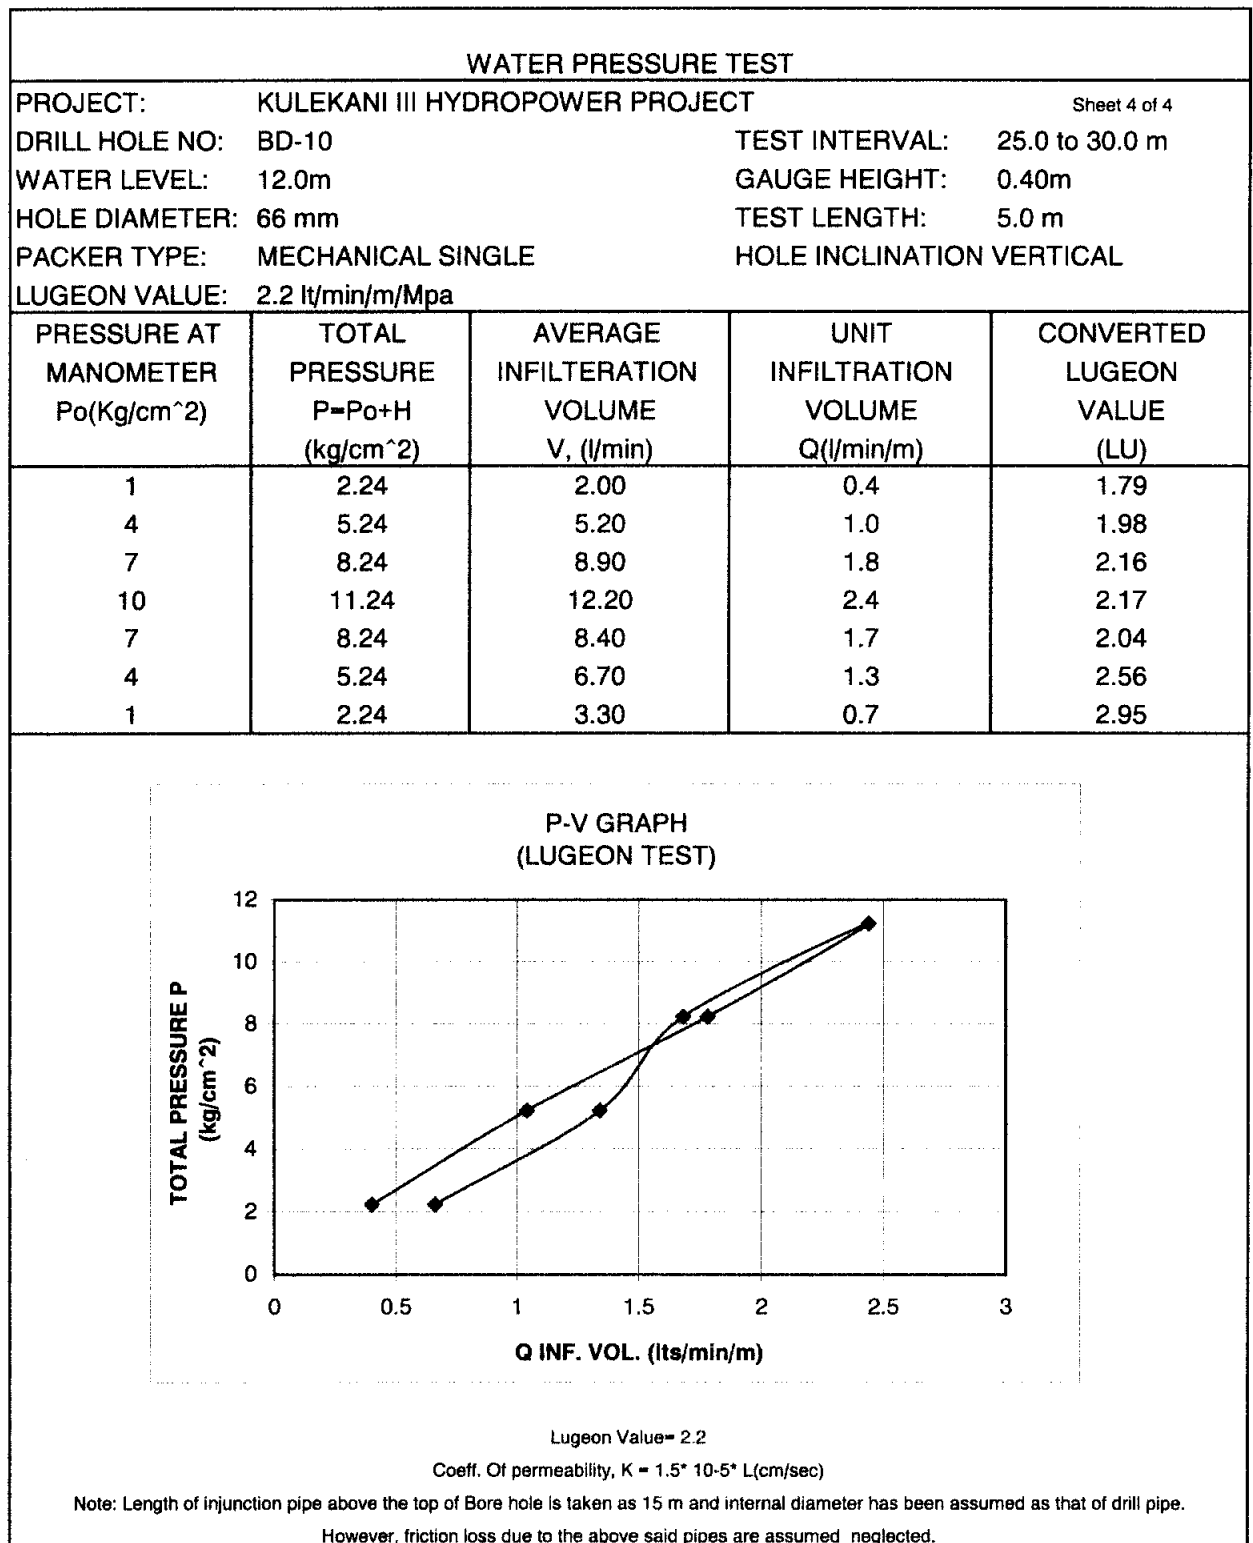 WATER PRESSURE TEST
PROJECT: KULEKANI III HYDROPOWER PROJECT Sheet 4 of 4
DRILL HOLE NO: BD-10 TEST INTERVAL: 25.0 to 30.0 m
WATER LEVEL: 12.0m GAUGE HEIGHT: 0.40m
HOLE DIAMETER: 66 mm TEST LENGTH: 5.0 m
PACKER TYPE: MECHANICAL SINGLE HOLE INCLINATION VERTICAL
LUGEON VALUE: 2.2 lt/min/m/Mpa
PRESSURE AT TOTAL AVERAGE UNIT CONVERTED
MANOMETER PRESSURE INFILTERATION INFILTRATION LUGEON
Po(Kg/cm^2) P=Po+H VOLUME VOLUME VALUE
(kg/cm^2) V, (l/min) Q(l/min/m) (LU)
1 2.24 2.00 0.4 1.79
4 5.24 5.20 1.0 1.98
7 8.24 8.90 1.8 2.16
10 11.24 12.20 2.4 2.17
7 8.24 8.40 1.7 2.04
4 5.24 6.70 1.3 2.56
1 2.24 3.30 0.7 2.95
P-V GRAPH
(LUGEON TEST)
12
10
8
6
4
2
0
TOTAL PRESSURE P
(kg/cm^2)
0 0.5 1 1.5 2 2.5 3
Q INF. VOL. (lts/min/m)
Lugeon Value= 2.2
Coeff. Of permeability, K = 1.5* 10-5* L(cm/sec)
Note: Length of injunction pipe above the top of Bore hole is taken as 15 m and internal diameter has been assumed as that of drill pipe.
However, friction loss due to the above said pipes are assumed neglected.